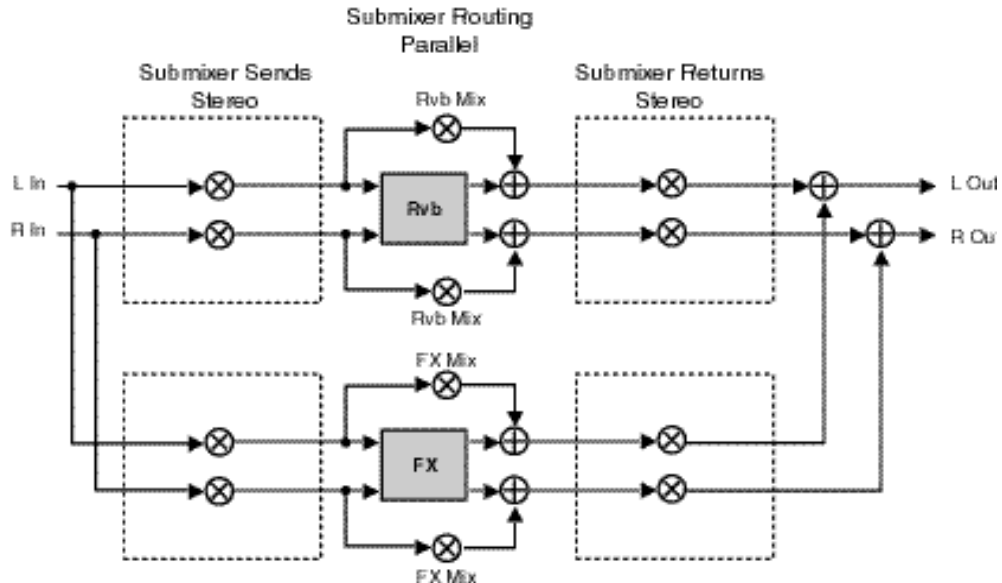 Submixer Routing
Parallel
Submixer Sends
Stereo
Submixer Returns
Stereo
Rvb Mix
L In
Rvb
L Out
R In
R Out
Rvb Mix
FX Mix
FX
FX Mix